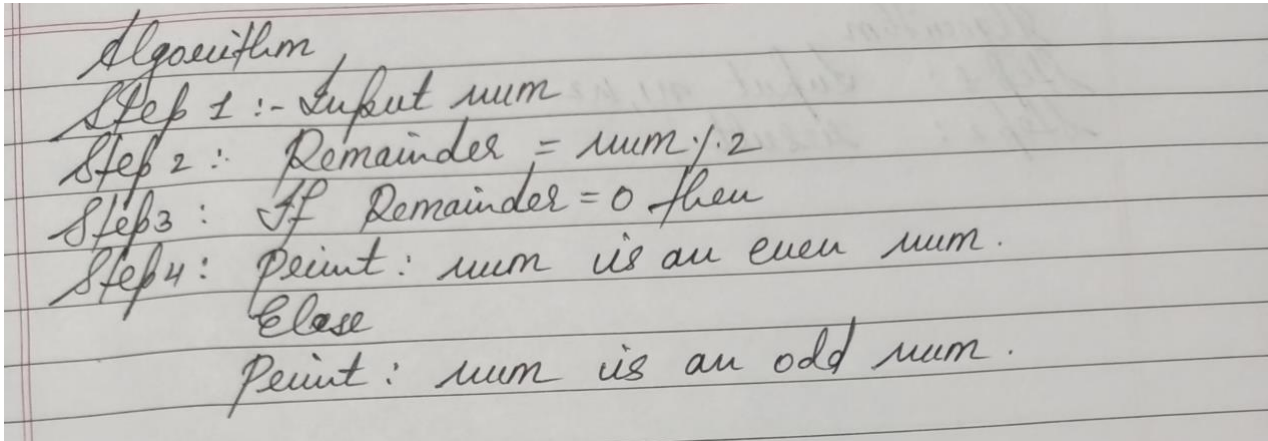 Algorithm
Step 1 :- Input num
Step 2 : Remainder = num % 2
Step 3 : If Remainder = 0 then
Step 4 : Print : num is an even num.
Else
Print : num is an odd num.